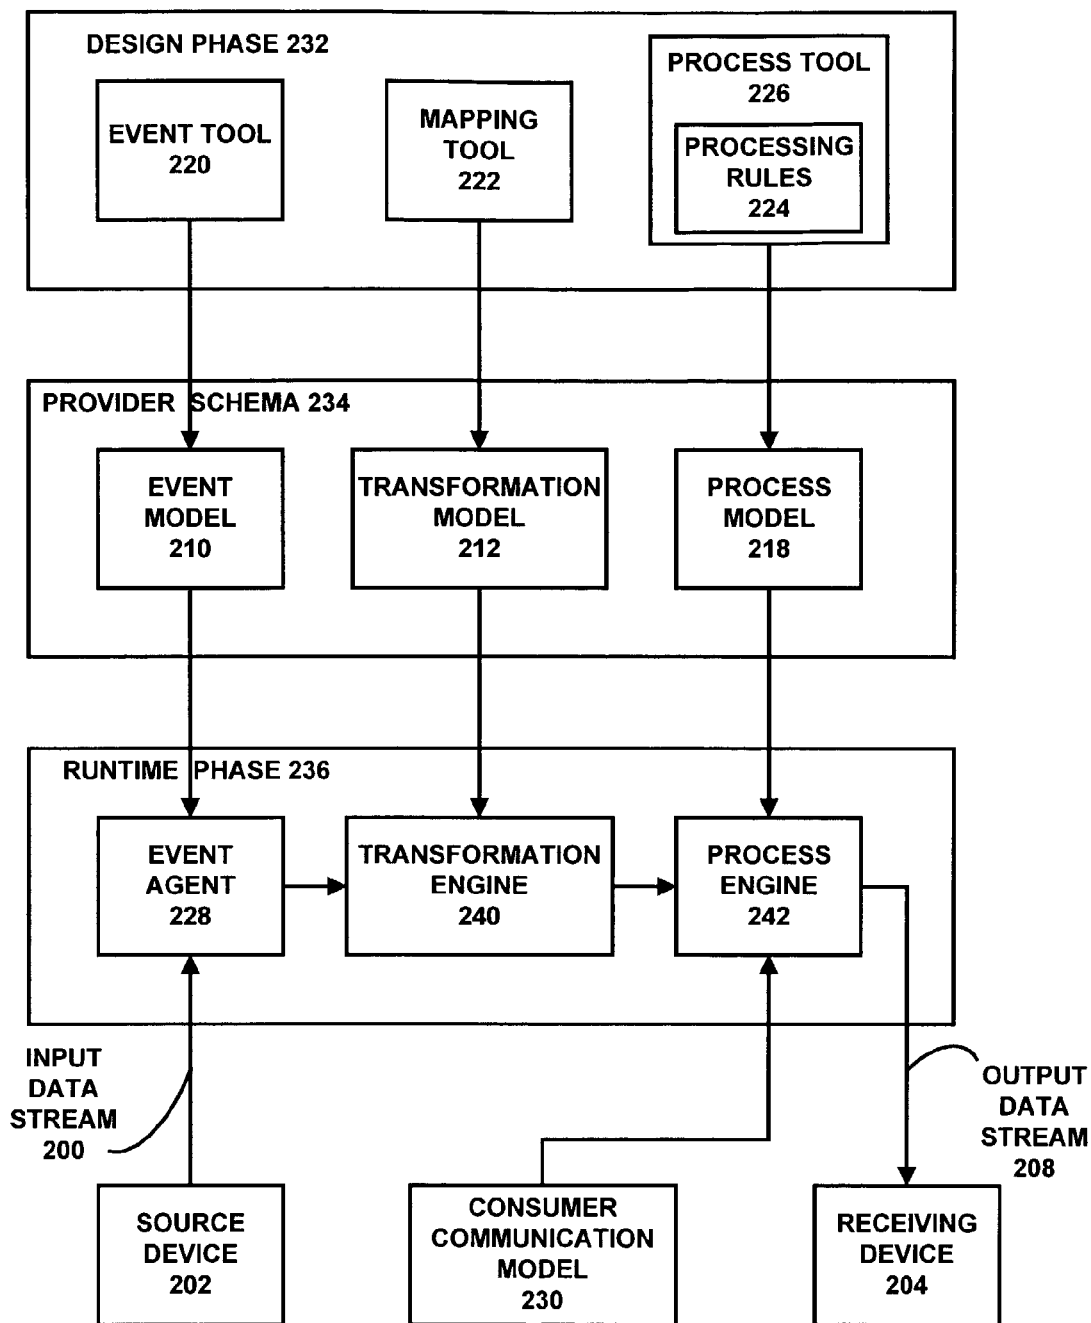 DESIGN PHASE 232
EVENT TOOL
220
MAPPING
TOOL
222
PROCESS TOOL
226
PROCESSING
RULES
224
PROVIDER SCHEMA 234
EVENT
MODEL
210
TRANSFORMATION
MODEL
212
PROCESS
MODEL
218
RUNTIME PHASE 236
EVENT
AGENT
228
TRANSFORMATION
ENGINE
240
PROCESS
ENGINE
242
INPUT
DATA
STREAM
200
OUTPUT
DATA
STREAM
208
SOURCE
DEVICE
202
CONSUMER
COMMUNICATION
MODEL
230
RECEIVING
DEVICE
204